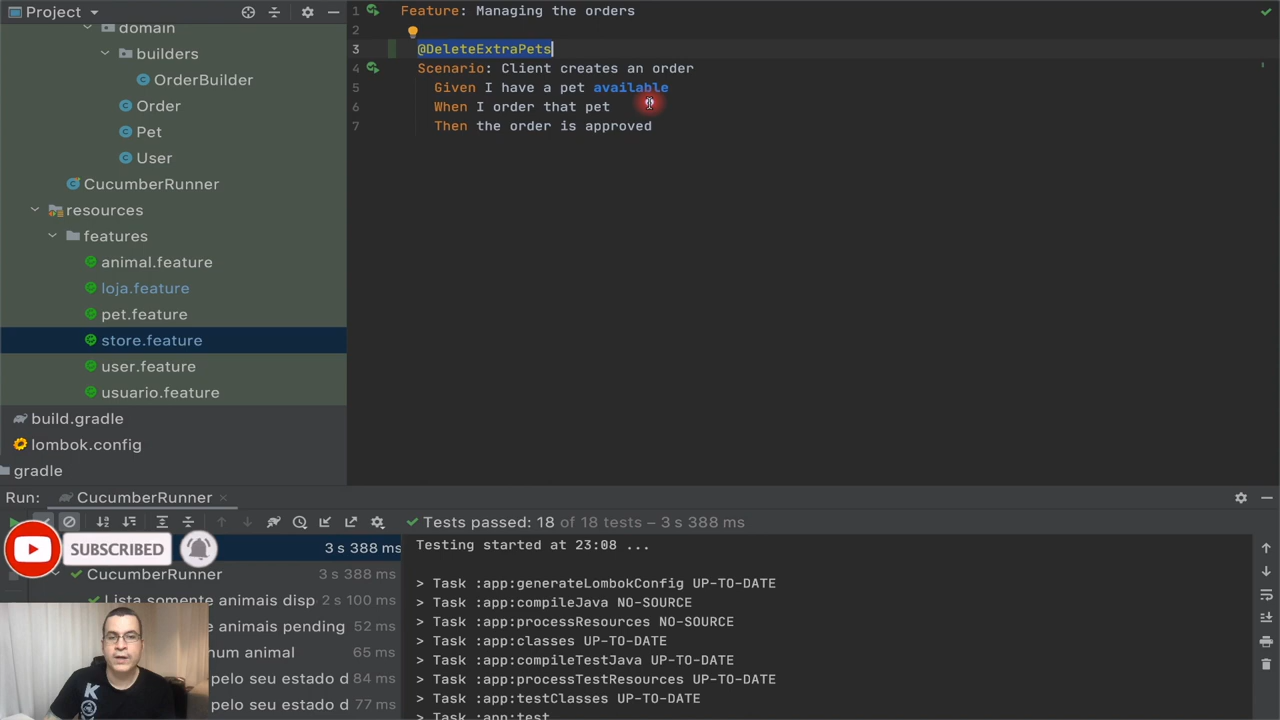 Project
domain
builders
OrderBuilder
Order
Pet
User
CucumberRunner
resources
features
animal.feature
loja.feature
pet.feature
store.feature
user.feature
usuario.feature
build.gradle
lombok.config
gradle
1 Feature: Managing the orders
2
3 @DeleteExtraPets
4 Scenario: Client creates an order
5 Given I have a pet available
6 When I order that pet
7 Then the order is approved
Run: CucumberRunner
Tests passed: 18 of 18 tests – 3 s 388 ms
SUBSCRIBED
3 s 388 ms
CucumberRunner 3 s 388 ms
Lista somente animais disp 2 s 100 ms
e animais pending 52 ms
um animal 65 ms
pelo seu estado d 84 ms
pelo seu estado d 77 ms
K
Testing started at 23:08 ...
> Task :app:generateLombokConfig UP-TO-DATE
> Task :app:compileJava NO-SOURCE
> Task :app:processResources NO-SOURCE
> Task :app:classes UP-TO-DATE
> Task :app:compileTestJava UP-TO-DATE
> Task :app:processTestResources UP-TO-DATE
> Task :app:testClasses UP-TO-DATE
> Task :app:test